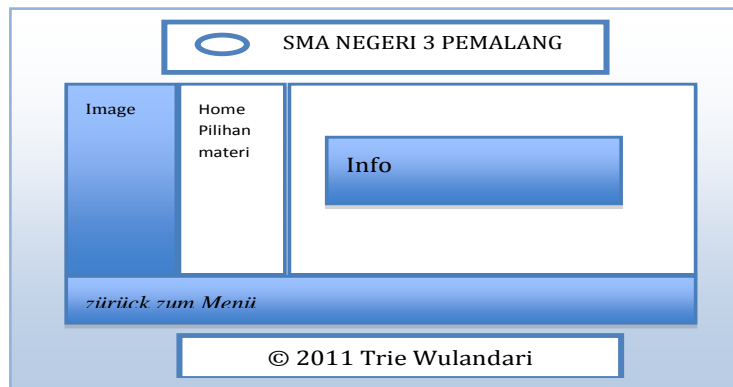 SMA NEGERI 3 PEMALANG
Image
Home
Pilihan
materi
Info
zürück zum Menü
© 2011 Trie Wulandari